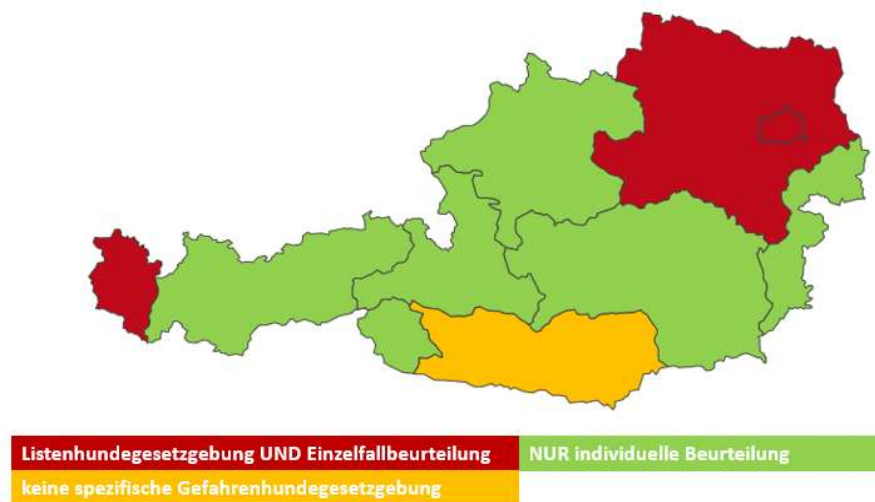 Listenhundegesetzgebung UND Einzelfallbeurteilung
NUR individuelle Beurteilung
keine spezifische Gefahrenhundegesetzgebung